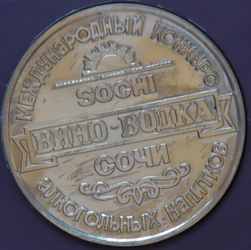 МЕЖДУНАРОДНЫЙ КОНКУРС
SOCHI
ВИНО-ВОДКА
СОЧИ
АЛКОГОЛЬНЫХ НАПИТКОВ